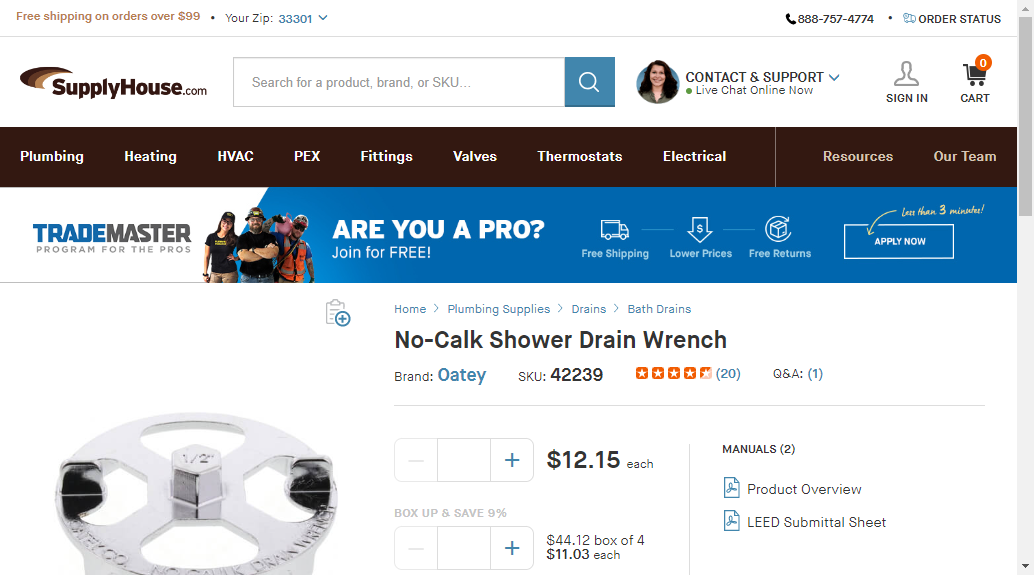 Free shipping on orders over $99 • Your Zip: 33301
888-757-4774 • ORDER STATUS
SupplyHouse.com
Search for a product, brand, or SKU...
CONTACT & SUPPORT
Live Chat Online Now
SIGN IN
0
CART
Plumbing Heating HVAC PEX Fittings Valves Thermostats Electrical Resources Our Team
TRADEMASTER
PROGRAM FOR THE PROS
ARE YOU A PRO?
Join for FREE!
Free Shipping
$
Lower Prices
Free Returns
Less than 3 minutes!
APPLY NOW
Home > Plumbing Supplies > Drains > Bath Drains
No-Calk Shower Drain Wrench
Brand: Oatey SKU: 42239 (20) Q&A: (1)
1/2"
DRAIN WRENCH
NO-CALK
$12.15 each
BOX UP & SAVE 9%
$44.12 box of 4
$11.03 each
MANUALS (2)
Product Overview
LEED Submittal Sheet